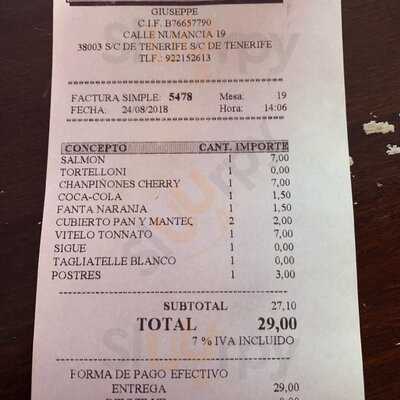 GIUSEPPE
C.I.F. B76657790
CALLE NUMANCIA 19
38003 S/C DE TENERIFE S/C DE TENERIFE
TLF.: 922152613
FACTURA SIMPLE: 5478 Mesa: 19
FECHA: 24/08/2018 Hora: 14:06
CONCEPTO CANT. IMPORTE
SALMON 1 7,00
TORTELLONI 1 0,00
CHANPIÑONES CHERRY 1 7,00
COCA-COLA 1 1,50
FANTA NARANJA 1 1,50
CUBIERTO PAN Y MANTEC 2 2,00
VITELO TONNATO 1 7,00
SIGUE 1 0,00
TAGLIATELLE BLANCO 1 0,00
POSTRES 1 3,00
SUBTOTAL 27,10
TOTAL 29,00
7 % IVA INCLUIDO
FORMA DE PAGO EFECTIVO
ENTREGA 29,00